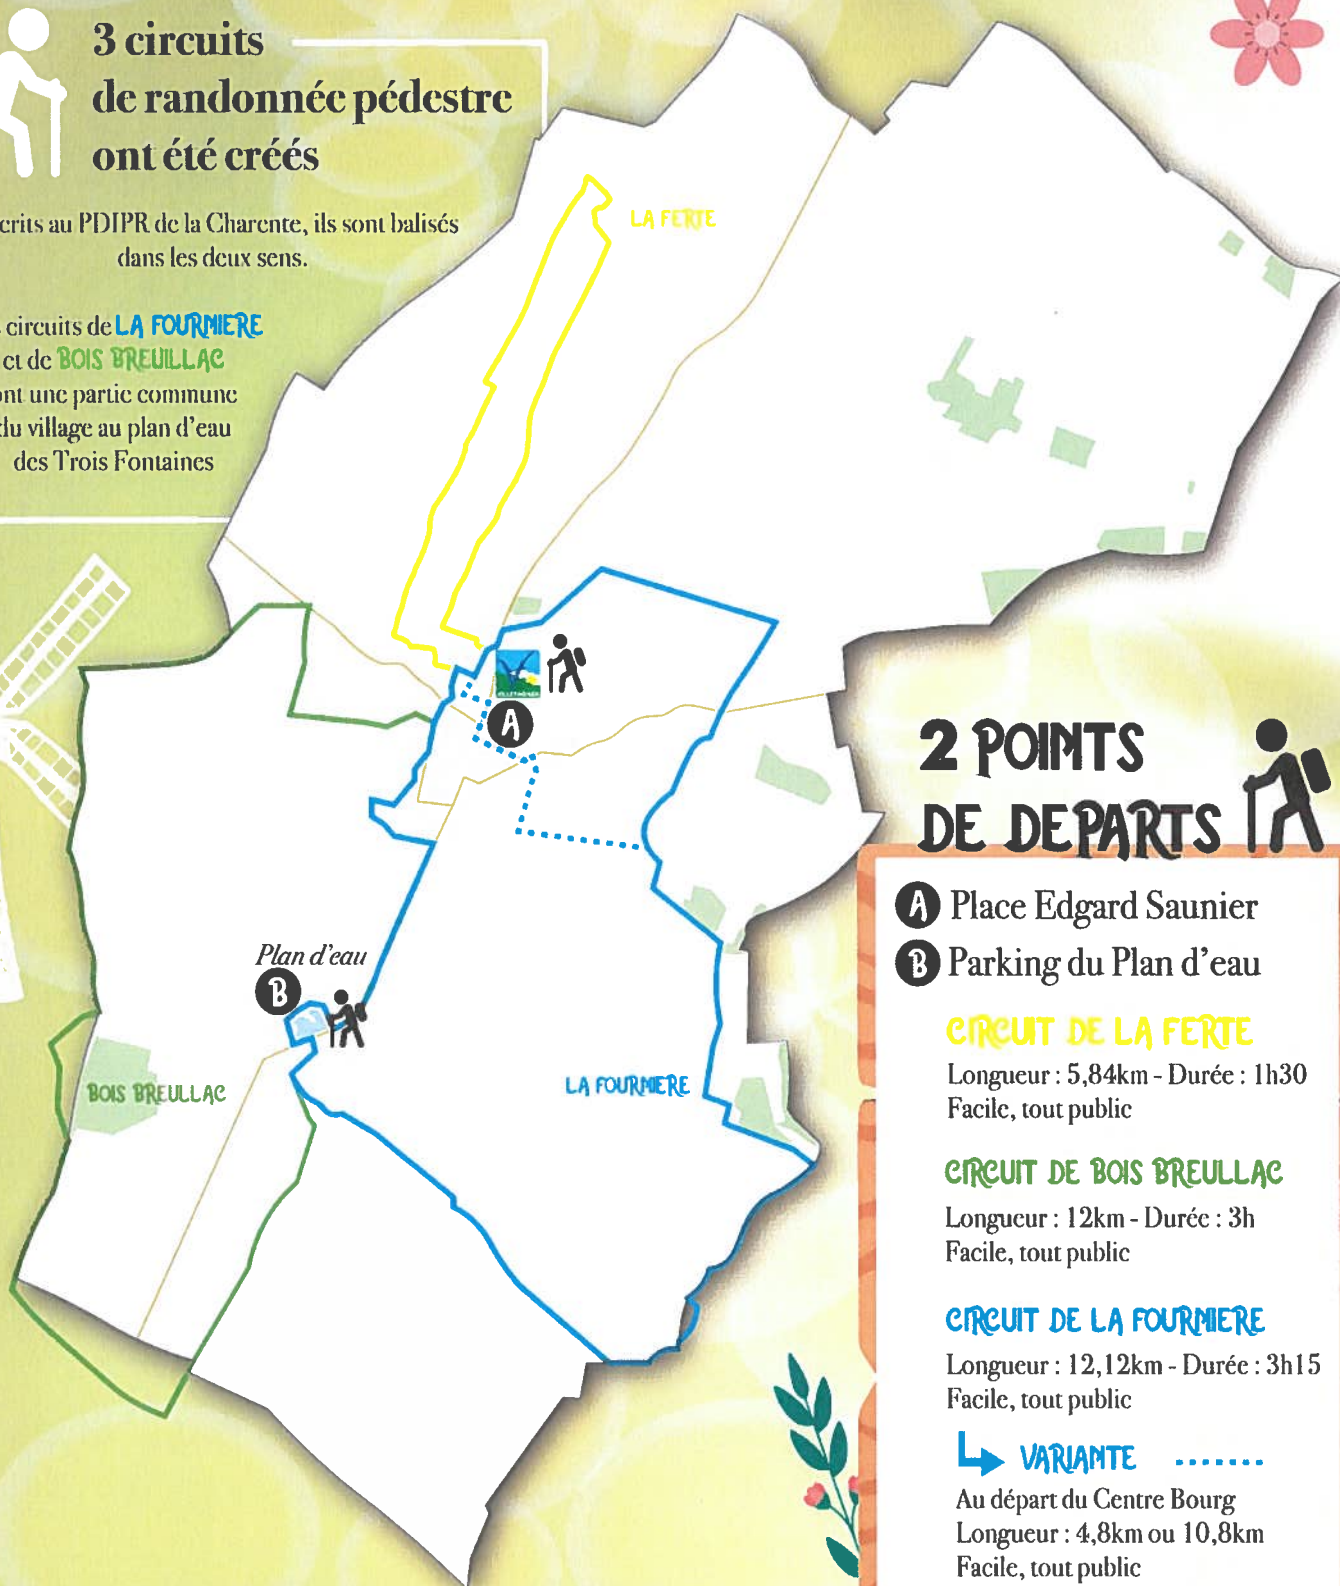 3 circuits
de randonnée pédestre
ont été créés
crits au PDIPR de la Charente, ils sont balisés
dans les deux sens.
circuits de LA FOURNIERE
et de BOIS BREUILLAC
ont une partie commune
du village au plan d'eau
des Trois Fontaines
LA FERTE
A
Plan d'eau
B
BOIS BREULLAC
LA FOURNIERE
2 POINTS
DE DEPARTS
A Place Edgard Saunier
B Parking du Plan d'eau
CIRCUIT DE LA FERTE
Longueur : 5,84km - Durée : 1h30
Facile, tout public
CIRCUIT DE BOIS BREULLAC
Longueur : 12km - Durée : 3h
Facile, tout public
CIRCUIT DE LA FOURNIERE
Longueur : 12,12km - Durée : 3h15
Facile, tout public
VARIANTE
Au départ du Centre Bourg
Longueur : 4,8km ou 10,8km
Facile, tout public